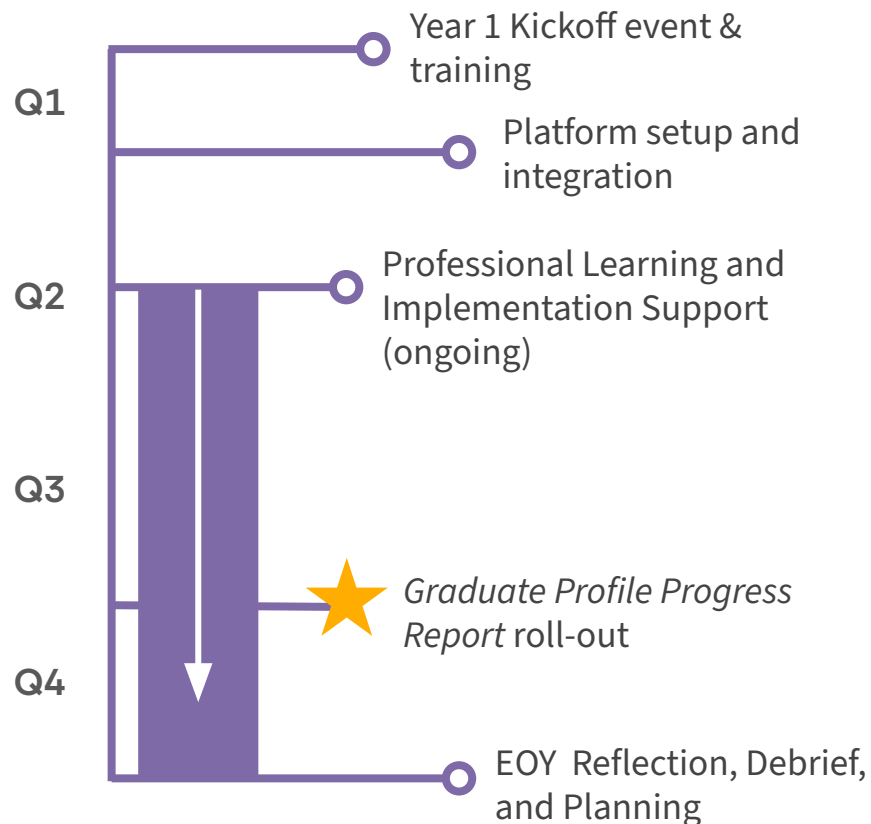 Year 1 Kickoff event &
training
Q1
Platform setup and
integration
Q2
Professional Learning and
Implementation Support
(ongoing)
Q3
Graduate Profile Progress
Report roll-out
Q4
EOY  Reflection, Debrief,
and Planning